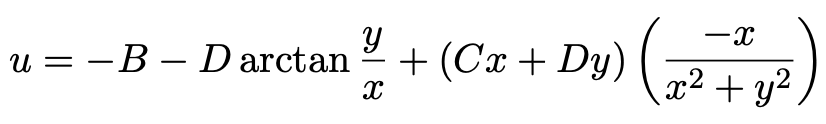 u = −B − D arctan y/x + (Cx + Dy) (−x/(x² + y²))